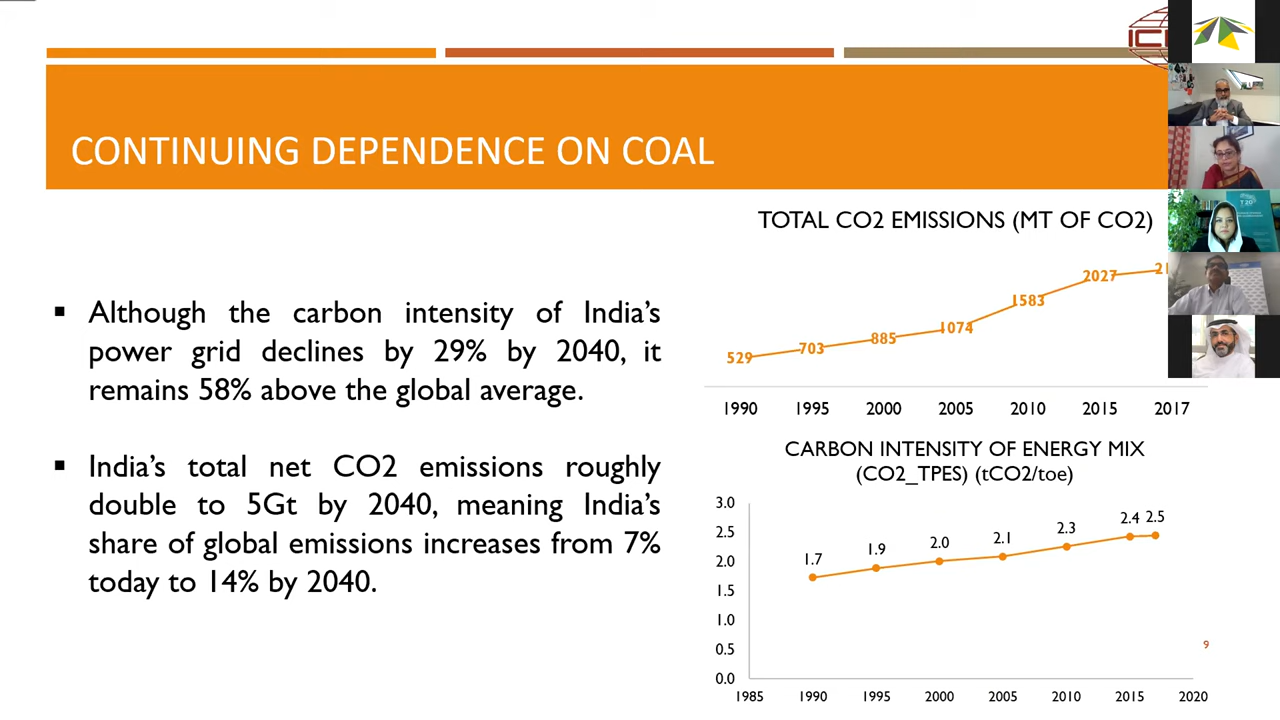 CONTINUING DEPENDENCE ON COAL
▪ Although the carbon intensity of India's
power grid declines by 29% by 2040, it
remains 58% above the global average.
▪ India's total net CO2 emissions roughly
double to 5Gt by 2040, meaning India's
share of global emissions increases from 7%
today to 14% by 2040.
TOTAL CO2 EMISSIONS (MT OF CO2)
529 703 885 1074 1583 2027
1990 1995 2000 2005 2010 2015 2017
CARBON INTENSITY OF ENERGY MIX
(CO2_TPES) (tCO2/toe)
3.0
2.5
2.0
1.5
1.0
0.5
0.0
1.7 1.9 2.0 2.1 2.3 2.4 2.5
1985 1990 1995 2000 2005 2010 2015 2020
9
T20